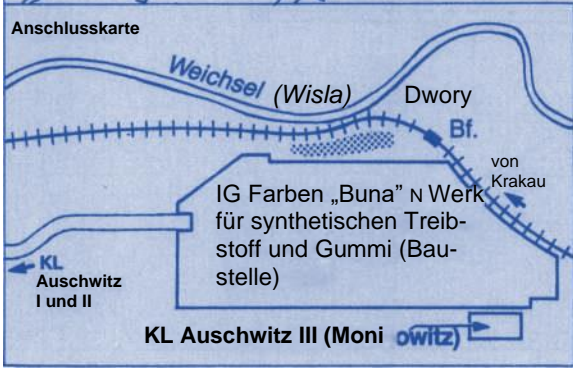 Anschlusskarte
Weichsel (Wisla) Dwory
Bf.
von
Krakau
IG Farben „Buna” N Werk
für synthetischen Treib-
stoff und Gummi (Bau-
stelle)
KL
Auschwitz
I und II
KL Auschwitz III (Moni owitz)